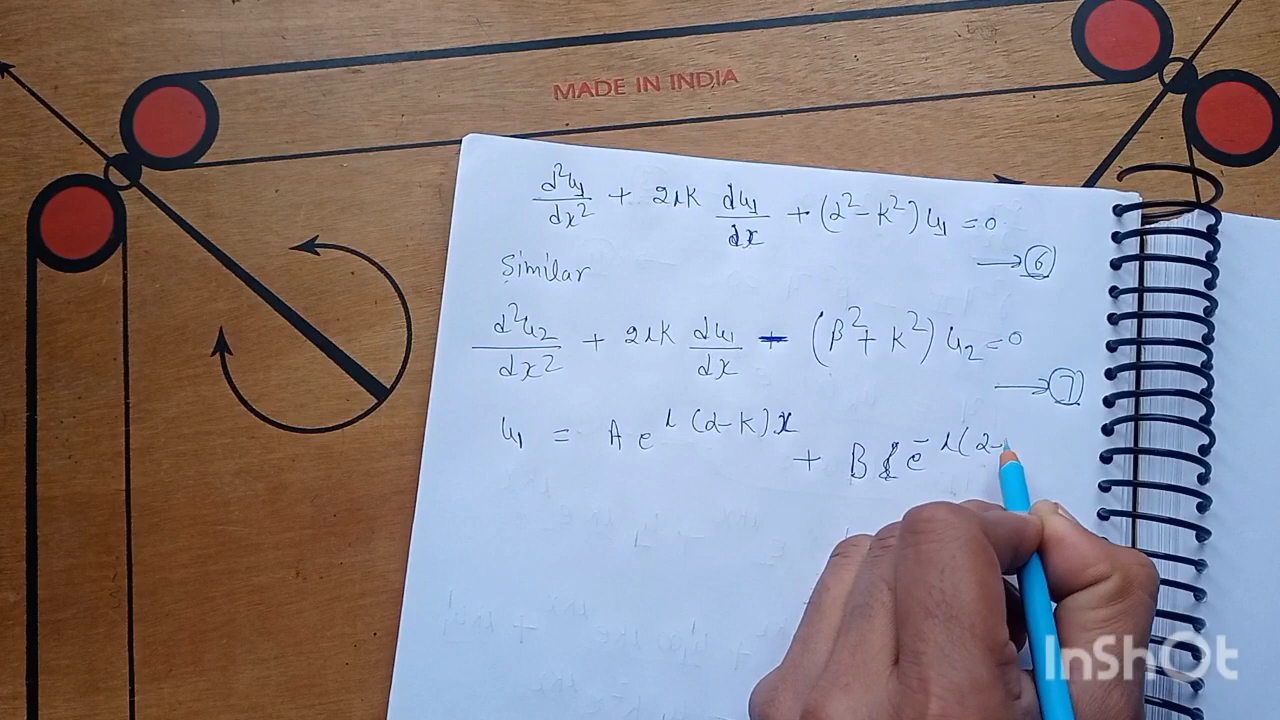 MADE IN INDIA
d²u₁/dx² + 2iK du₁/dx + (α² - K²) u₁ = 0
→ ⑥
Similar
d²u₂/dx² + 2iK du₁/dx - (β² + K²) u₂ = 0
→ ⑦
u₁ = A e^{i(α-K)x} + B e^{-i(α-
InShOt